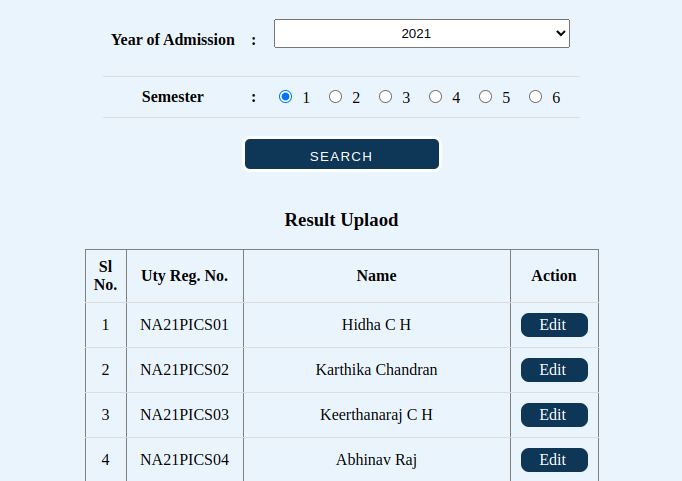 Year of Admission : 2021
Semester : 1 2 3 4 5 6
SEARCH
Result Uplaod
Sl No. Uty Reg. No. Name Action
1 NA21PICS01 Hidha C H Edit
2 NA21PICS02 Karthika Chandran Edit
3 NA21PICS03 Keerthanaraj C H Edit
4 NA21PICS04 Abhinav Raj Edit